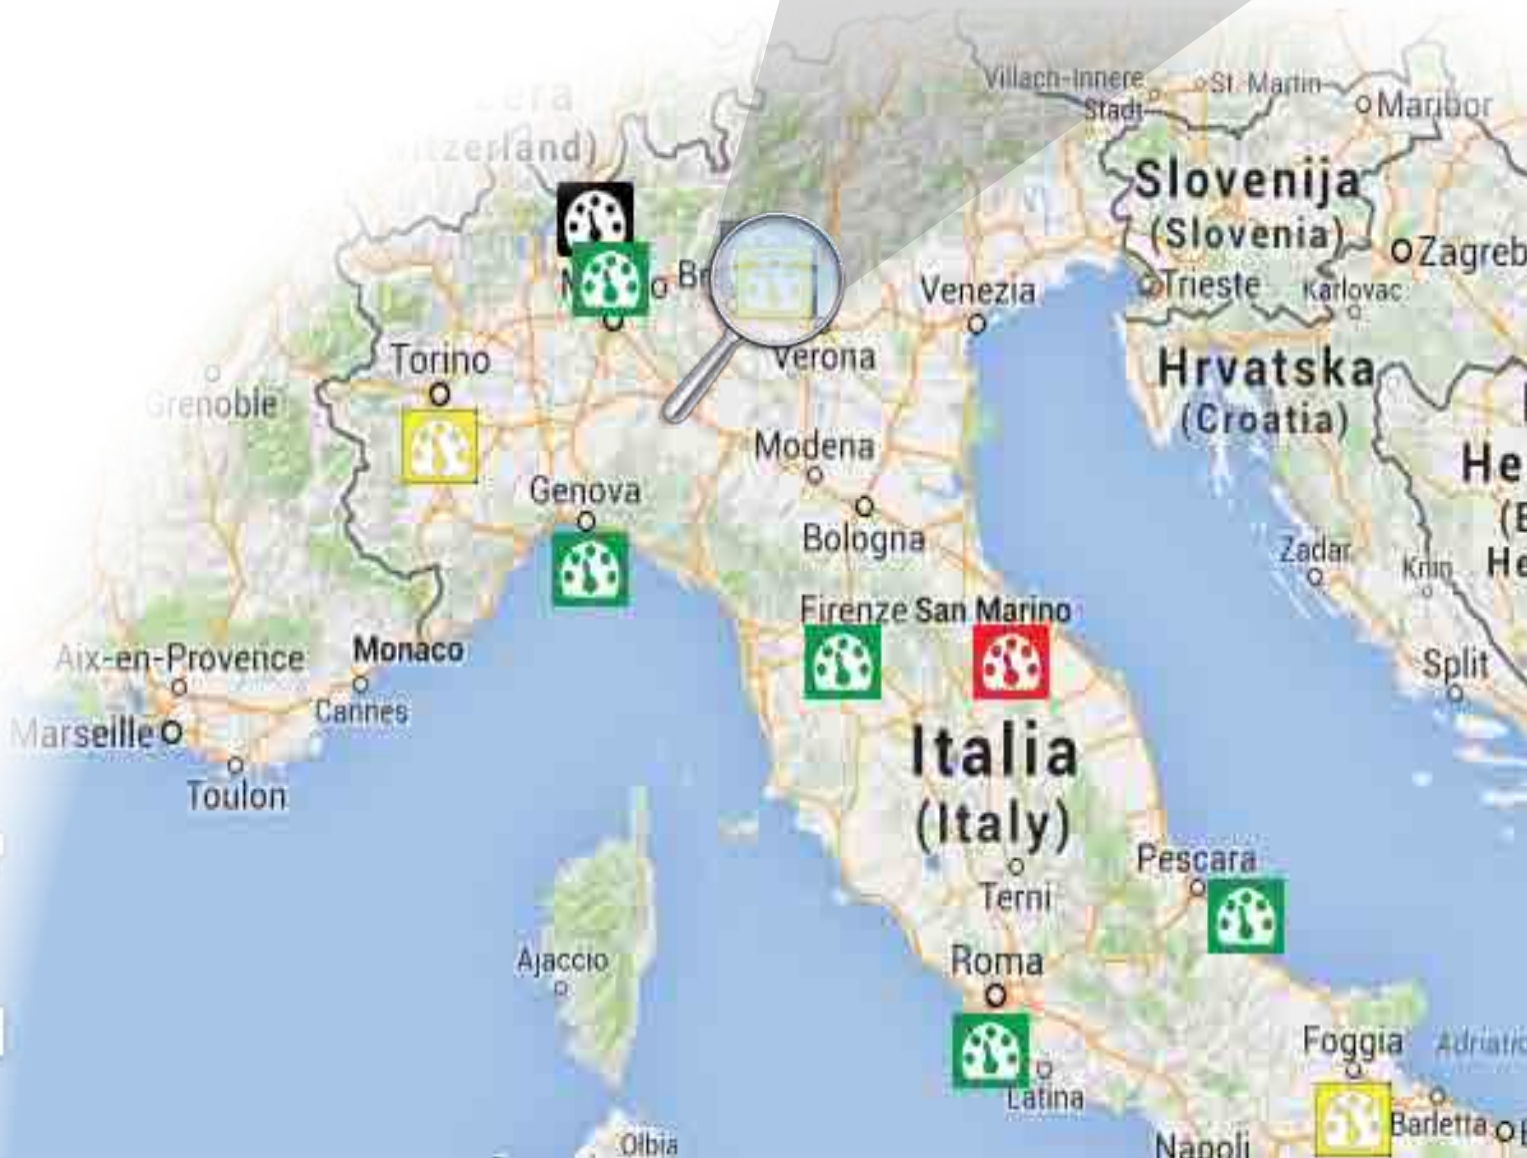 Villach-Innere
Stadt
St. Martin
Maribor
Slovenija
(Slovenia)
Zagreb
Venezia
Trieste
Karlovac
Torino
Verona
Hrvatska
(Croatia)
Grenoble
Modena
Genova
Bologna
Zadar
Knin
Firenze
San Marino
Monaco
Aix-en-Provence
Split
Cannes
Marseille
Toulon
Italia
(Italy)
Pescara
Terni
Ajaccio
Roma
Foggia
Latina
Barletta
Olbia
Napoli